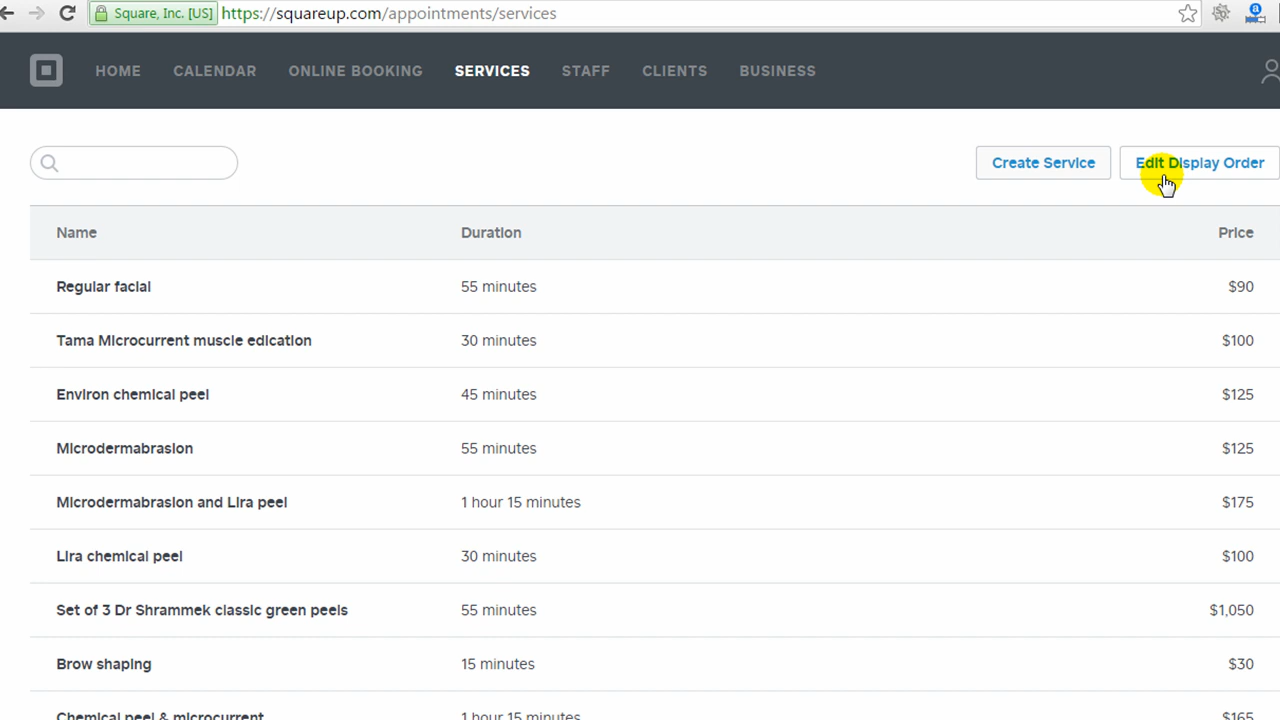 Square, Inc. [US] https://squareup.com/appointments/services
HOME CALENDAR ONLINE BOOKING SERVICES STAFF CLIENTS BUSINESS
Create Service Edit Display Order
Name Duration Price
Regular facial 55 minutes $90
Tama Microcurrent muscle edication 30 minutes $100
Environ chemical peel 45 minutes $125
Microdermabrasion 55 minutes $125
Microdermabrasion and Lira peel 1 hour 15 minutes $175
Lira chemical peel 30 minutes $100
Set of 3 Dr Shrammek classic green peels 55 minutes $1,050
Brow shaping 15 minutes $30
Chemical peel & microcurrent 1 hour 15 minutes $165